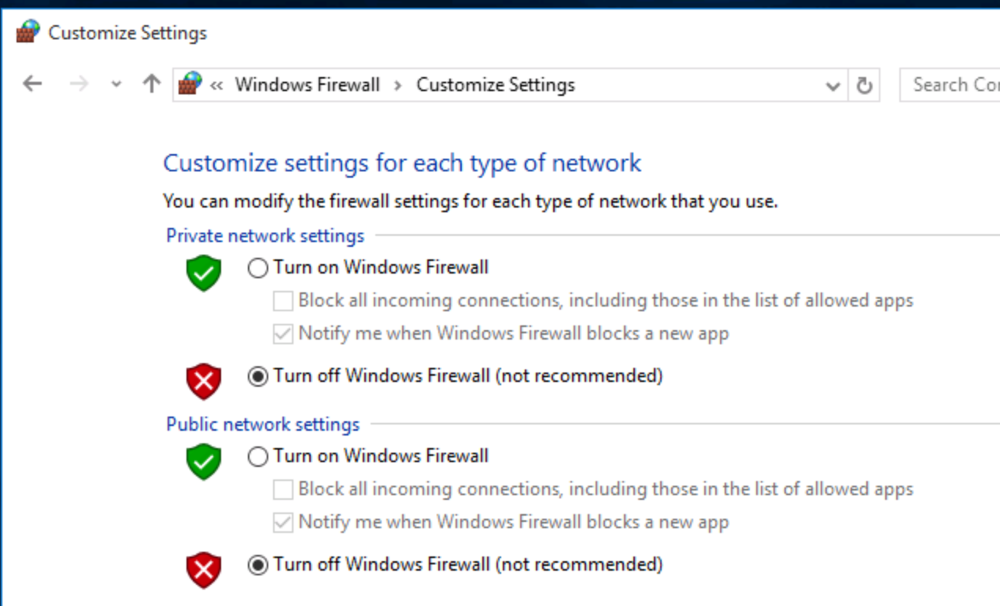 Customize Settings
« Windows Firewall › Customize Settings
Search
Customize settings for each type of network
You can modify the firewall settings for each type of network that you use.
Private network settings
Turn on Windows Firewall
Block all incoming connections, including those in the list of allowed apps
Notify me when Windows Firewall blocks a new app
Turn off Windows Firewall (not recommended)
Public network settings
Turn on Windows Firewall
Block all incoming connections, including those in the list of allowed apps
Notify me when Windows Firewall blocks a new app
Turn off Windows Firewall (not recommended)